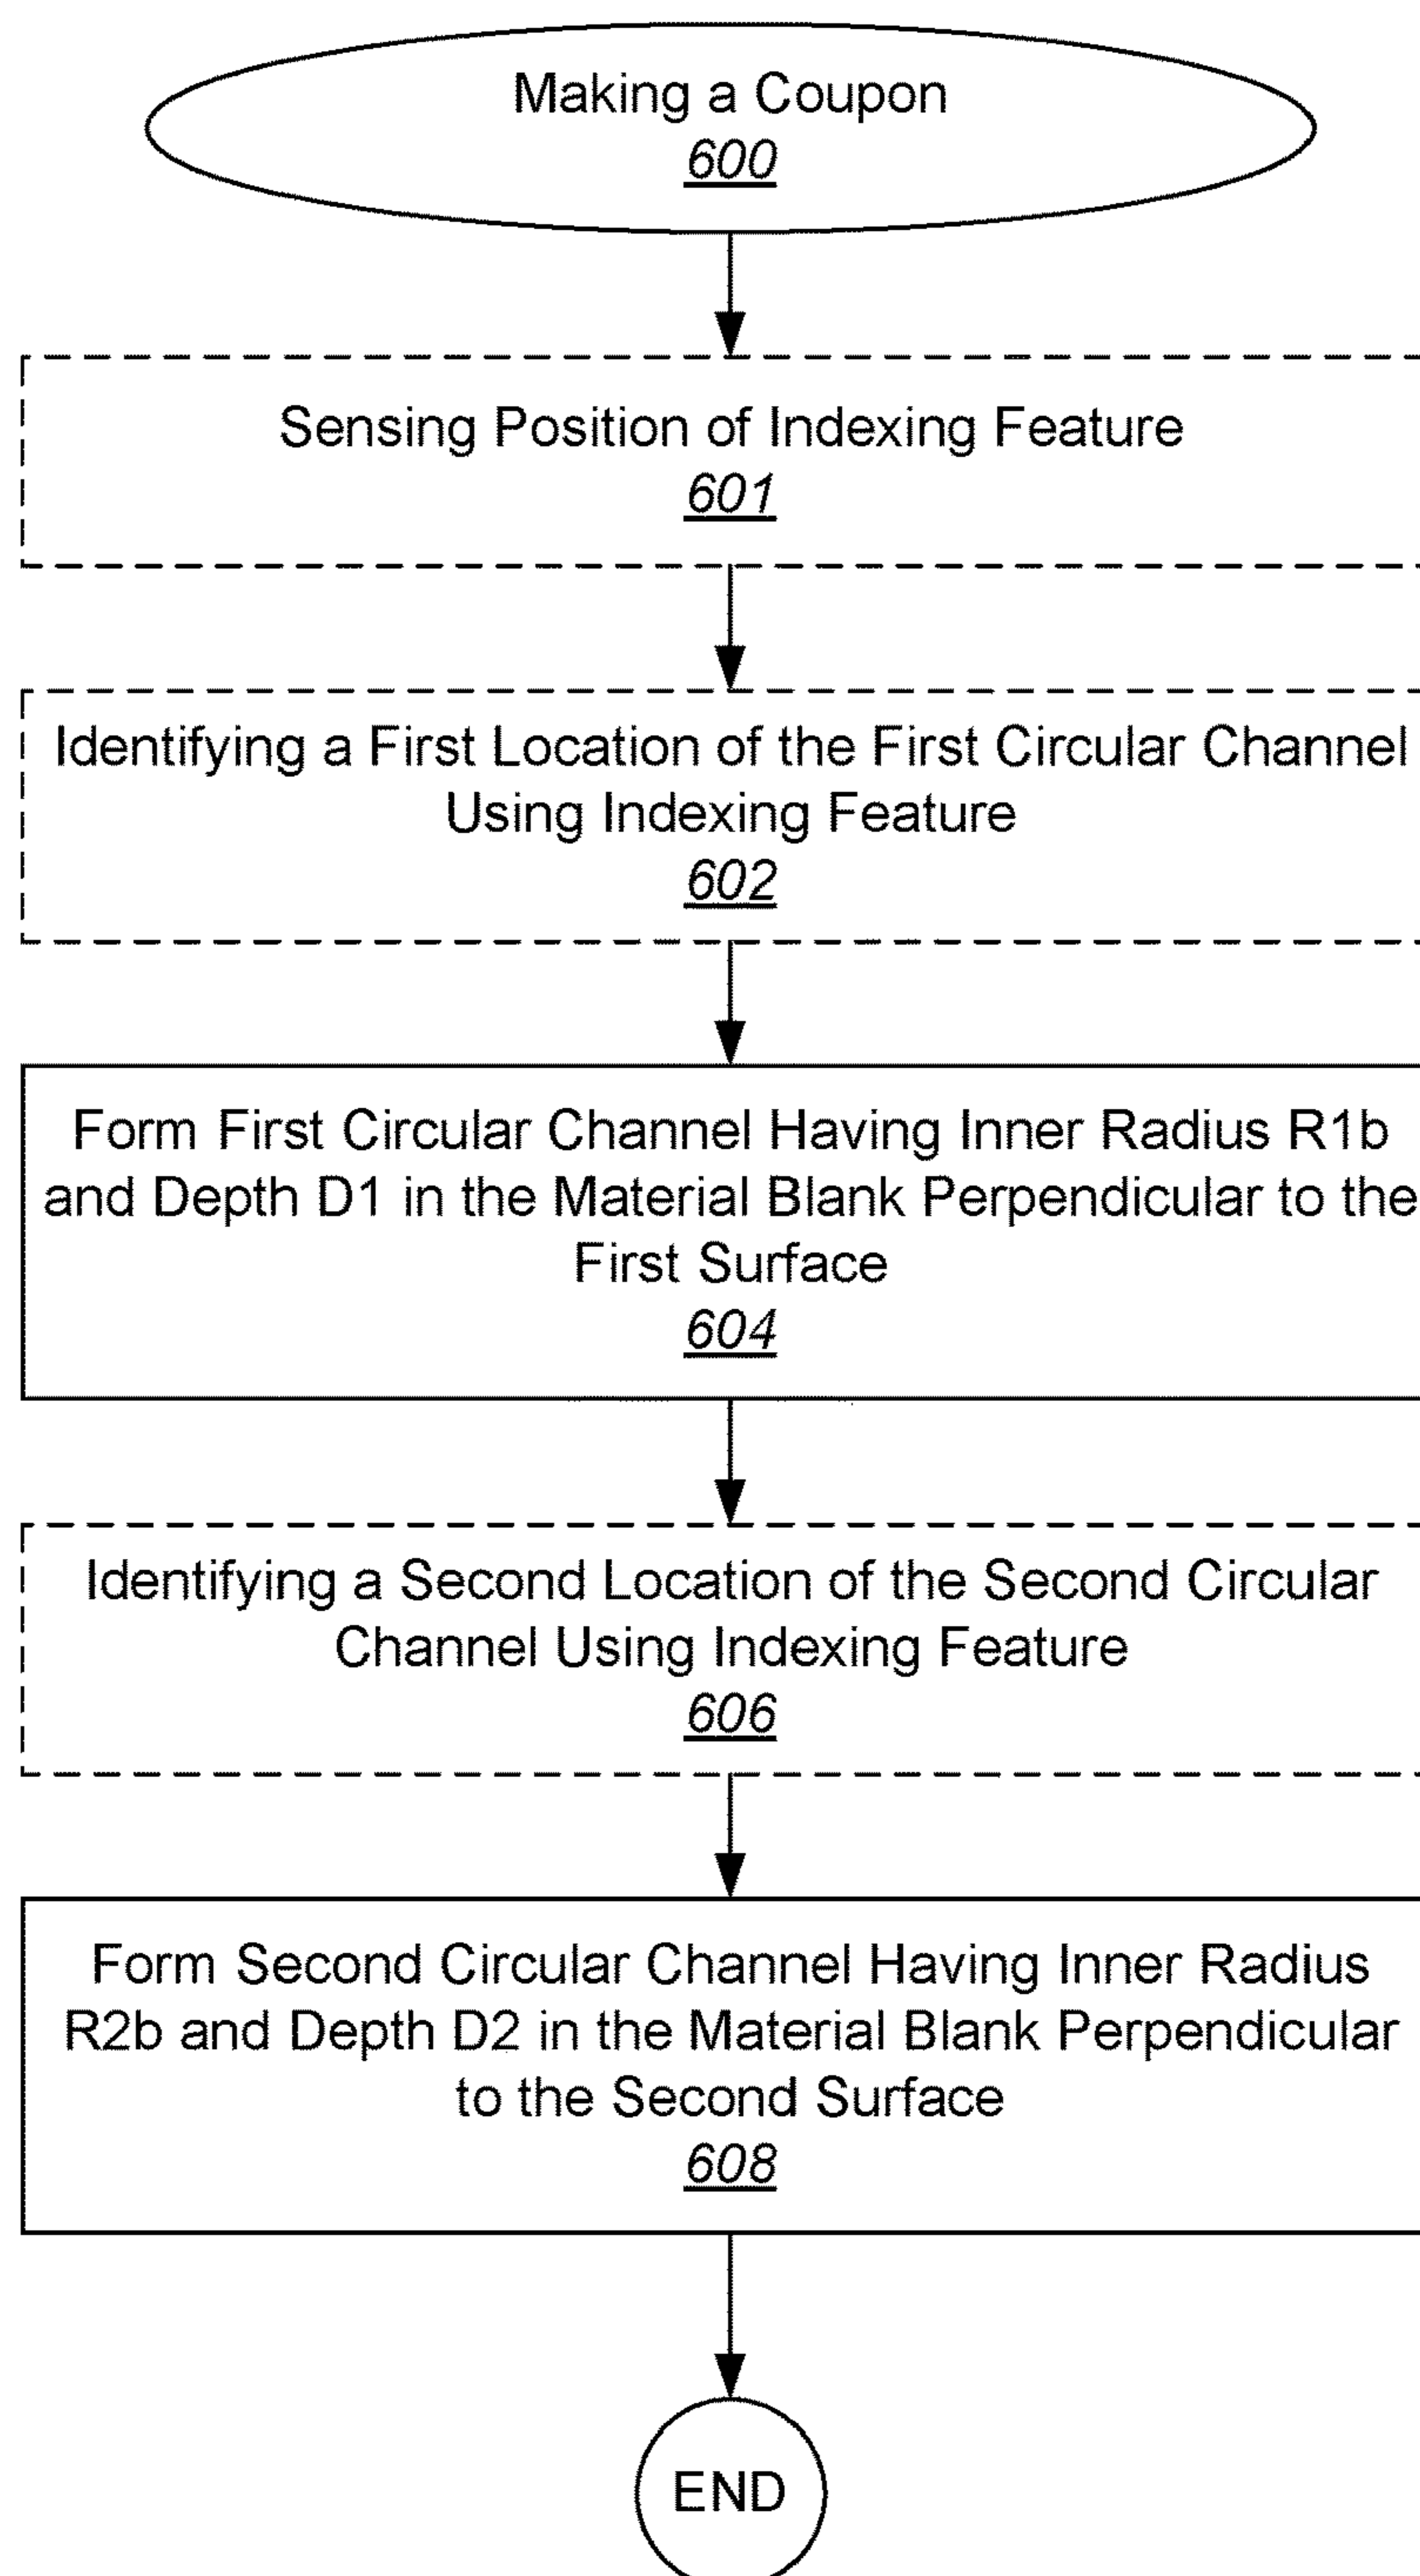 Making a Coupon
600
Sensing Position of Indexing Feature
601
Identifying a First Location of the First Circular Channel
Using Indexing Feature
602
Form First Circular Channel Having Inner Radius R1b
and Depth D1 in the Material Blank Perpendicular to the
First Surface
604
Identifying a Second Location of the Second Circular
Channel Using Indexing Feature
606
Form Second Circular Channel Having Inner Radius
R2b and Depth D2 in the Material Blank Perpendicular
to the Second Surface
608
END